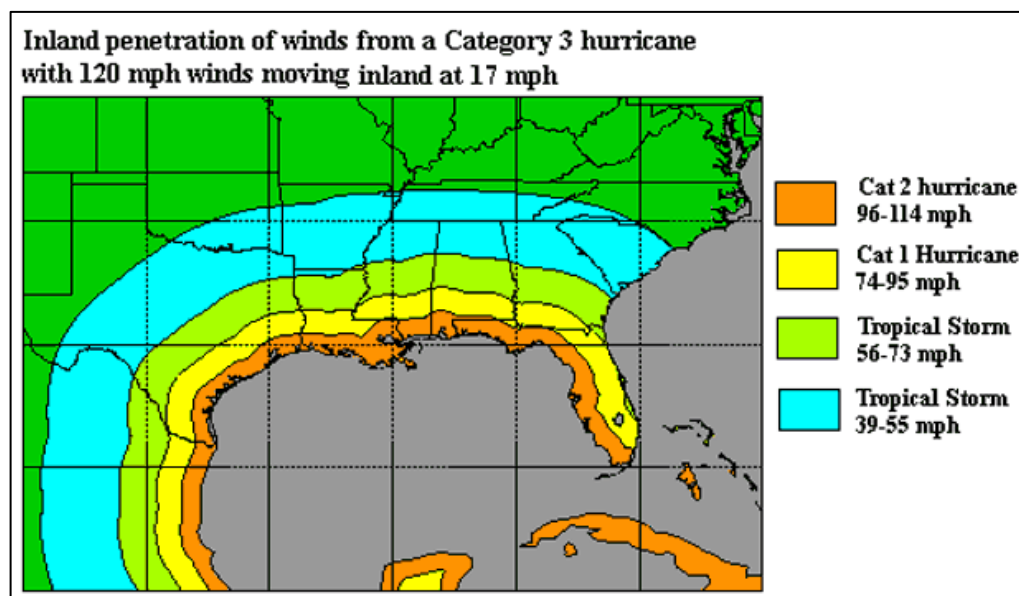 Inland penetration of winds from a Category 3 hurricane
with 120 mph winds moving inland at 17 mph
Cat 2 hurricane
96-114 mph
Cat 1 Hurricane
74-95 mph
Tropical Storm
56-73 mph
Tropical Storm
39-55 mph